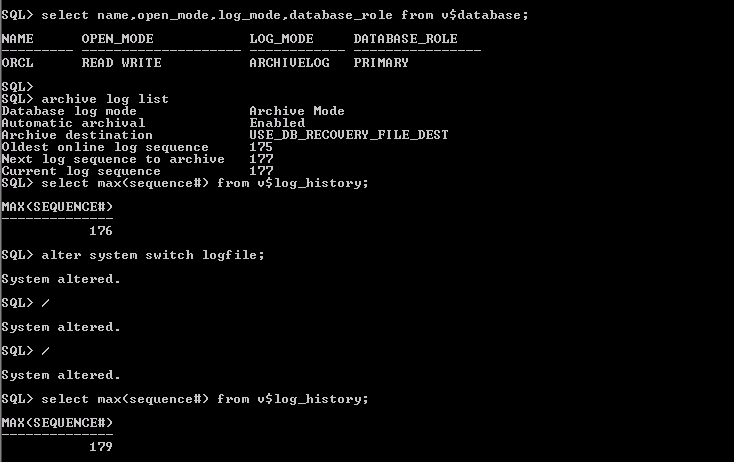 SQL> select name,open_mode,log_mode,database_role from v$database;
NAME      OPEN_MODE            LOG_MODE     DATABASE_ROLE
--------- -------------------- ------------ ----------------
ORCL      READ WRITE           ARCHIVELOG   PRIMARY
SQL>
SQL> archive log list
Database log mode              Archive Mode
Automatic archival             Enabled
Archive destination            USE_DB_RECOVERY_FILE_DEST
Oldest online log sequence     175
Next log sequence to archive   177
Current log sequence           177
SQL> select max(sequence#) from v$log_history;
MAX(SEQUENCE#)
--------------
           176
SQL> alter system switch logfile;
System altered.
SQL> /
System altered.
SQL> /
System altered.
SQL> select max(sequence#) from v$log_history;
MAX(SEQUENCE#)
--------------
           179